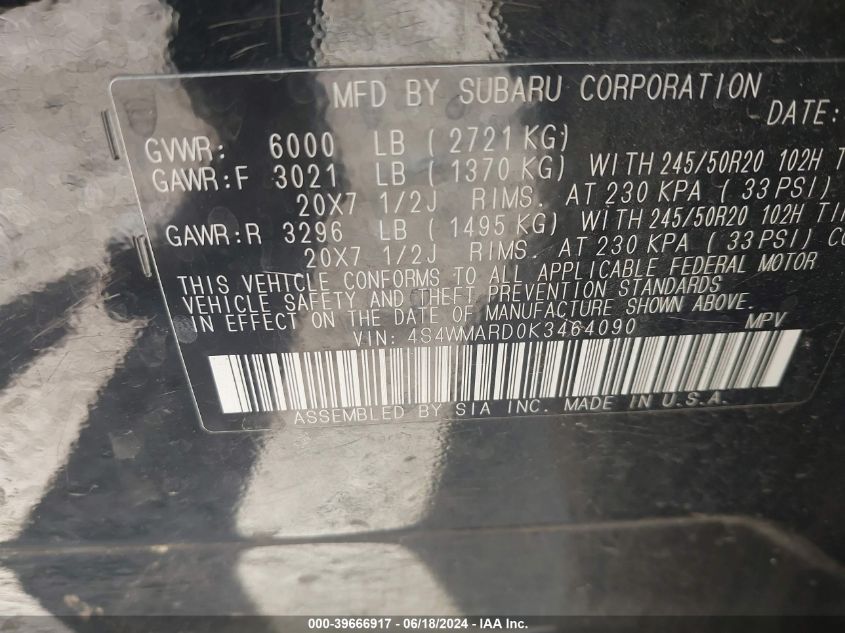 MFD BY SUBARU CORPORATION
DATE:
GVWR: 6000 LB ( 2721 KG)
GAWR:F 3021 LB ( 1370 KG) WITH 245/50R20 102H
20X7 1/2J RIMS. AT 230 KPA ( 33 PSI)
GAWR:R 3296 LB ( 1495 KG) WITH 245/50R20 102H
20X7 1/2J RIMS. AT 230 KPA ( 33 PSI)
THIS VEHICLE CONFORMS TO ALL APPLICABLE FEDERAL MOTOR
VEHICLE SAFETY AND THEFT PREVENTION STANDARDS
IN EFFECT ON THE DATE OF MANUFACTURE SHOWN ABOVE.
VIN: 4S4WMARD0K3464090 MPV
ASSEMBLED BY SIA INC. MADE IN U.S.A.
000-39666917 - 06/18/2024 - IAA Inc.